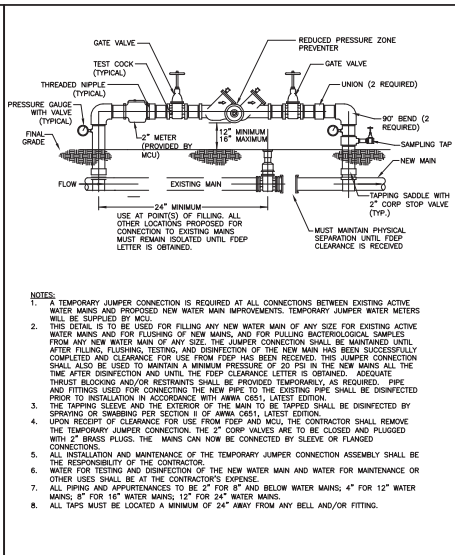 GATE VALVE
REDUCED PRESSURE ZONE
PREVENTER
TEST COCK
(TYPICAL)
GATE VALVE
THREADED NIPPLE
(TYPICAL)
UNION (2 REQUIRED)
PRESSURE GAUGE
WITH VALVE
(TYPICAL)
90° BEND (2
REQUIRED)
2" METER
(PROVIDED BY
MCU)
12" MINIMUM
16" MAXIMUM
SAMPLING TAP
FINAL
GRADE
NEW MAIN
FLOW
EXISTING MAIN
TAPPING SADDLE WITH
2" CORP STOP VALVE
(TYP.)
24" MINIMUM
USE AT POINT(S) OF FILLING. ALL
OTHER LOCATIONS PROPOSED FOR
CONNECTION TO EXISTING MAINS
MUST REMAIN ISOLATED UNTIL FDEP
LETTER IS OBTAINED.
MUST MAINTAIN PHYSICAL
SEPARATION UNTIL FDEP
CLEARANCE IS RECEIVED
NOTES:
1. A TEMPORARY JUMPER CONNECTION IS REQUIRED AT ALL CONNECTIONS BETWEEN EXISTING ACTIVE
WATER MAINS AND PROPOSED NEW WATER MAIN IMPROVEMENTS. TEMPORARY JUMPER WATER METERS
WILL BE SUPPLIED BY MCU.
2. THIS DETAIL IS TO BE USED FOR FILLING ANY NEW WATER MAIN OF ANY SIZE FOR EXISTING ACTIVE
WATER MAINS AND FOR FLUSHING OF NEW MAINS, AND FOR PULLING BACTERIOLOGICAL SAMPLES
FROM ANY NEW WATER MAIN OF ANY SIZE. THE JUMPER CONNECTION SHALL BE MAINTAINED UNTIL
AFTER FILLING, FLUSHING, TESTING, AND DISINFECTION OF THE NEW MAIN HAS BEEN SUCCESSFULLY
COMPLETED AND CLEARANCE FOR USE FROM FDEP HAS BEEN RECEIVED. THIS JUMPER CONNECTION
SHALL ALSO BE USED TO MAINTAIN A MINIMUM PRESSURE OF 20 PSI IN THE NEW MAINS ALL THE
TIME AFTER DISINFECTION AND UNTIL THE FDEP CLEARANCE LETTER IS OBTAINED. ADEQUATE
THRUST BLOCKING AND/OR RESTRAINTS SHALL BE PROVIDED TEMPORARILY, AS REQUIRED. PIPE
AND FITTINGS USED FOR CONNECTING THE NEW PIPE TO THE EXISTING PIPE SHALL BE DISINFECTED
PRIOR TO INSTALLATION IN ACCORDANCE WITH AWWA C651, LATEST EDITION.
3. THE TAPPING SLEEVE AND THE EXTERIOR OF THE MAIN TO BE TAPPED SHALL BE DISINFECTED BY
SPRAYING OR SWABBING PER SECTION II OF AWWA C651, LATEST EDITION.
4. UPON RECEIPT OF CLEARANCE FOR USE FROM FDEP AND MCU, THE CONTRACTOR SHALL REMOVE
THE TEMPORARY JUMPER CONNECTION. THE 2" CORP VALVES ARE TO BE CLOSED AND PLUGGED
WITH 2" BRASS PLUGS. THE MAINS CAN NOW BE CONNECTED BY SLEEVE OR FLANGED
CONNECTIONS.
5. ALL INSTALLATION AND MAINTENANCE OF THE TEMPORARY JUMPER CONNECTION ASSEMBLY SHALL BE
THE RESPONSIBILITY OF THE CONTRACTOR.
6. WATER FOR TESTING AND DISINFECTION OF THE NEW WATER MAIN AND WATER FOR MAINTENANCE OR
OTHER USES SHALL BE AT THE CONTRACTOR'S EXPENSE.
7. ALL PIPING AND APPURTENANCES TO BE 2" FOR 8" AND BELOW WATER MAINS; 4" FOR 12" WATER
MAINS; 8" FOR 16" WATER MAINS; 12" FOR 24" WATER MAINS.
8. ALL TAPS MUST BE LOCATED A MINIMUM OF 24" AWAY FROM ANY BELL AND/OR FITTING.